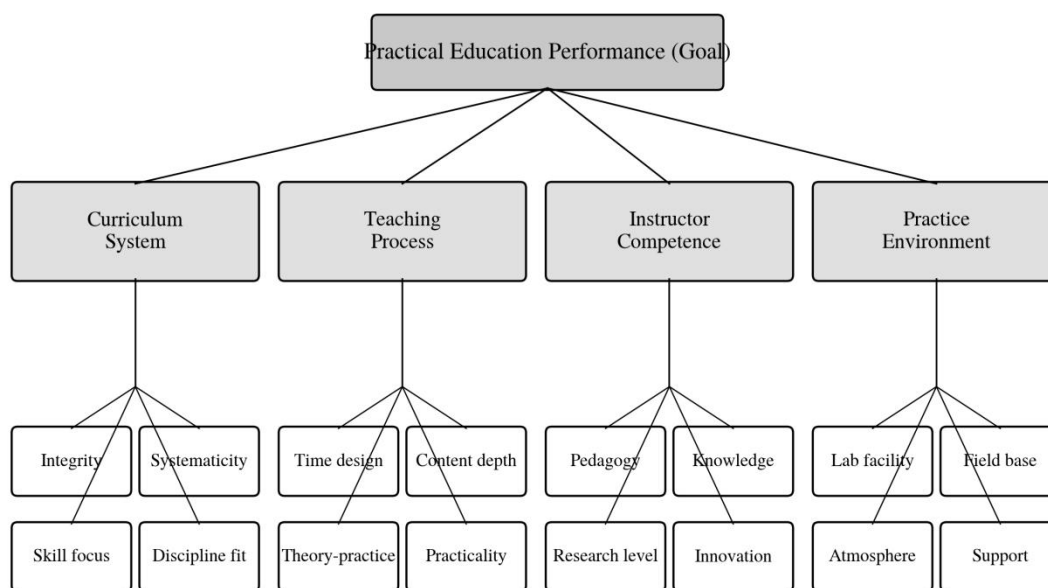 Practical Education Performance (Goal)
Curriculum
System
Teaching
Process
Instructor
Competence
Practice
Environment
Integrity
Systematicity
Time design
Content depth
Pedagogy
Knowledge
Lab facility
Field base
Skill focus
Discipline fit
Theory-practice
Practicality
Research level
Innovation
Atmosphere
Support